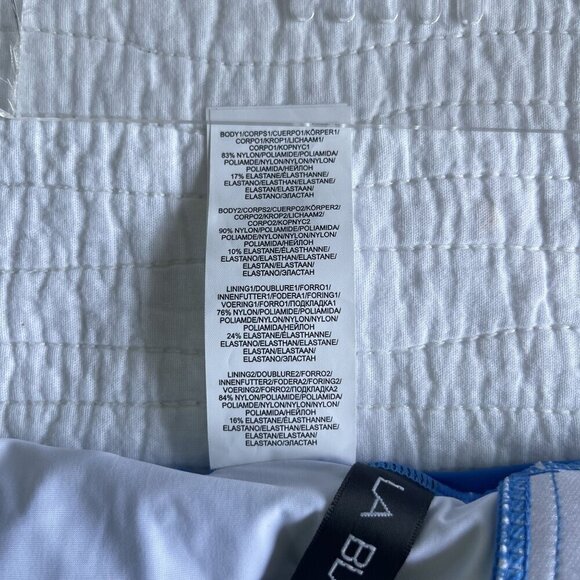 BODY1/CORPS1/CUERPO1/KÖRPER1/
CORPO1/KROP1/LICHAAM1/
CORPO1/КОРПУС1
83% NYLON/POLIAMIDE/POLIAMIDA/
POLIAMDE/NYLON/NYLON/NYLON/
POLIAMIDA/НЕЙЛОН
17% ELASTANE/ÉLASTHANNE/
ELASTANO/ELASTHAN/ELASTANE/
ELASTAN/ELASTAAN/
ELASTANO/ЭЛАСТАН
BODY2/CORPS2/CUERPO2/KÖRPER2/
CORPO2/KROP2/LICHAAM2/
CORPO2/КОРПУС2
90% NYLON/POLIAMIDE/POLIAMIDA/
POLIAMDE/NYLON/NYLON/NYLON/
POLIAMIDA/НЕЙЛОН
10% ELASTANE/ÉLASTHANNE/
ELASTANO/ELASTHAN/ELASTANE/
ELASTAN/ELASTAAN/
ELASTANO/ЭЛАСТАН
LINING1/DOUBLURE1/FORRO1/
INNENFUTTER1/FODERA1/FORING1/
VOERING1/FORRO1/ПОДКЛАДКА1
76% NYLON/POLIAMIDE/POLIAMIDA/
POLIAMDE/NYLON/NYLON/NYLON/
POLIAMIDA/НЕЙЛОН
24% ELASTANE/ÉLASTHANNE/
ELASTANO/ELASTHAN/ELASTANE/
ELASTAN/ELASTAAN/
ELASTANO/ЭЛАСТАН
LINING2/DOUBLURE2/FORRO2/
INNENFUTTER2/FODERA2/FORING2/
VOERING2/FORRO2/ПОДКЛАДКА2
84% NYLON/POLIAMIDE/POLIAMIDA/
POLIAMDE/NYLON/NYLON/NYLON/
POLIAMIDA/НЕЙЛОН
16% ELASTANE/ÉLASTHANNE/
ELASTANO/ELASTHAN/ELASTANE/
ELASTAN/ELASTAAN/
ELASTANO/ЭЛАСТАН
LA BL